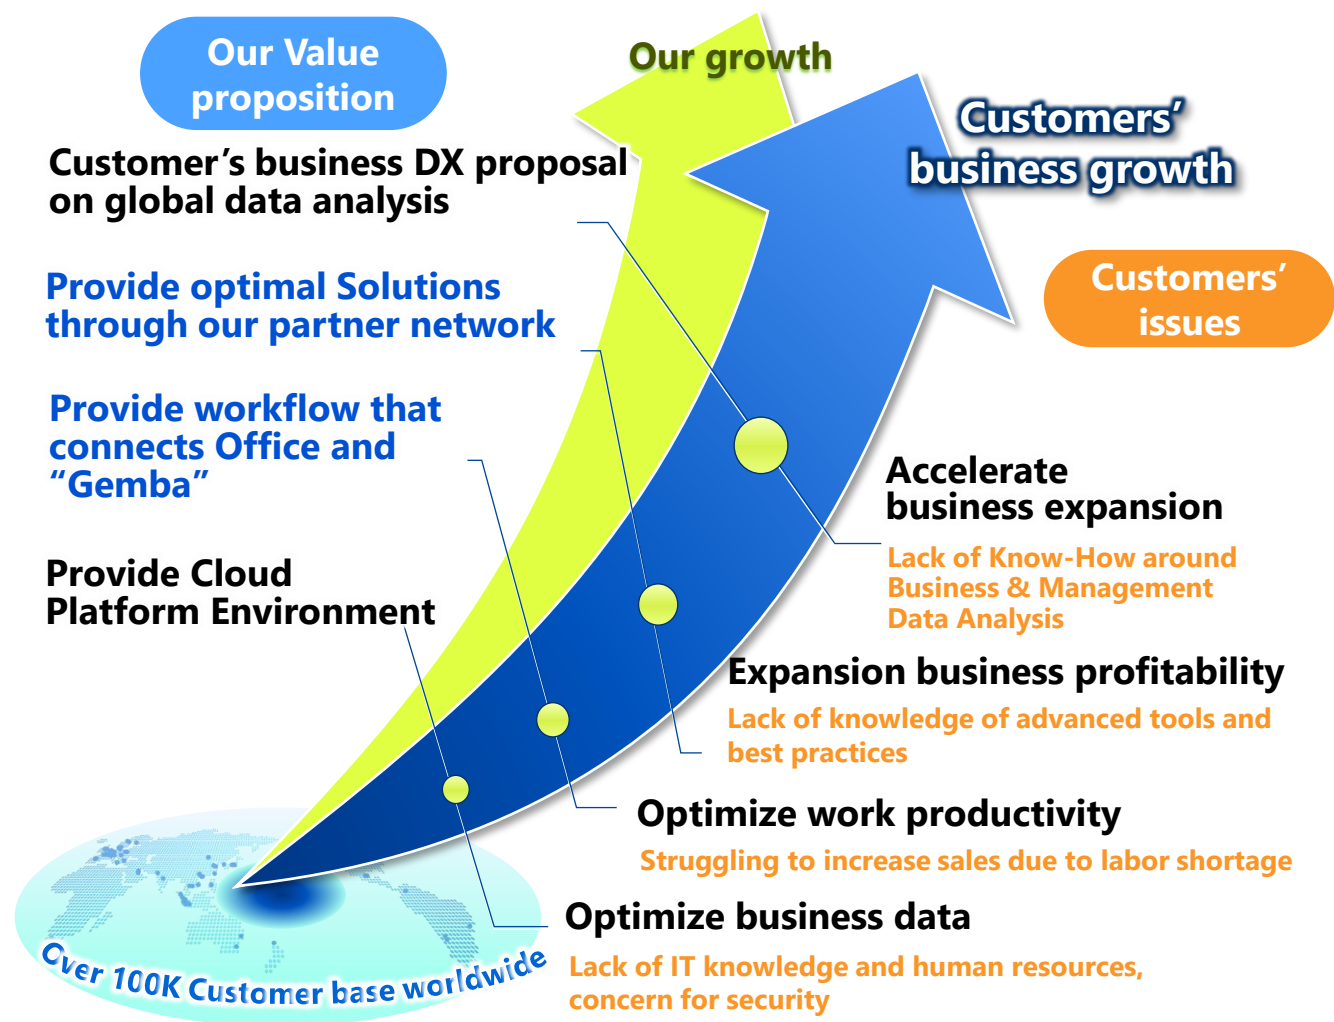 Our Value
proposition
Our growth
Customers’
business growth
Customer’s business DX proposal
on global data analysis
Provide optimal Solutions
through our partner network
Provide workflow that
connects Office and
“Gemba”
Provide Cloud
Platform Environment
Customers’
issues
Accelerate
business expansion
Lack of Know-How around
Business & Management
Data Analysis
Expansion business profitability
Lack of knowledge of advanced tools and
best practices
Optimize work productivity
Struggling to increase sales due to labor shortage
Optimize business data
Lack of IT knowledge and human resources,
concern for security
Over 100K Customer base worldwide